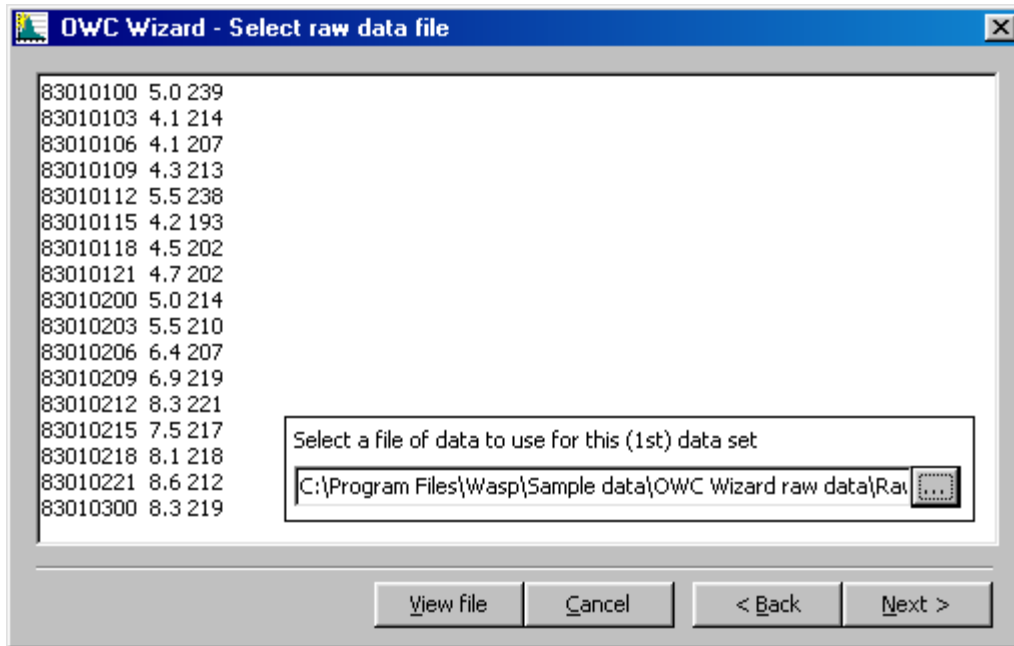 OWC Wizard - Select raw data file
83010100 5.0 239
83010103 4.1 214
83010106 4.1 207
83010109 4.3 213
83010112 5.5 238
83010115 4.2 193
83010118 4.5 202
83010121 4.7 202
83010200 5.0 214
83010203 5.5 210
83010206 6.4 207
83010209 6.9 219
83010212 8.3 221
83010215 7.5 217
83010218 8.1 218
83010221 8.6 212
83010300 8.3 219
Select a file of data to use for this (1st) data set
C:\Program Files\Wasp\Sample data\OWC Wizard raw data\Rav
...
View file
Cancel
< Back
Next >